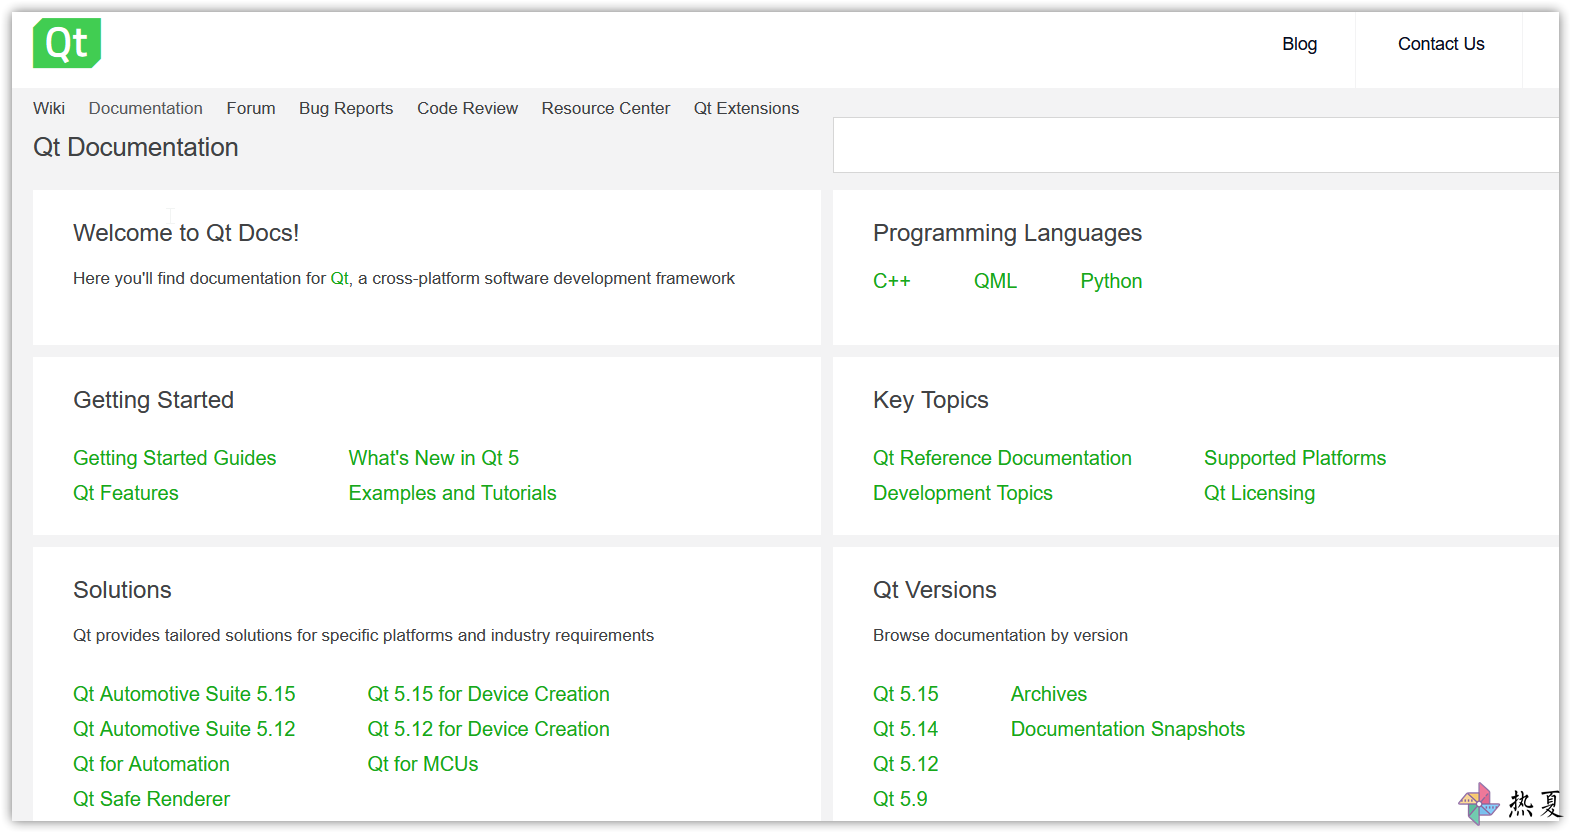 Qt
Blog
Contact Us
Wiki Documentation Forum Bug Reports Code Review Resource Center Qt Extensions
Qt Documentation
Welcome to Qt Docs!
Here you'll find documentation for Qt, a cross-platform software development framework
Programming Languages
C++ QML Python
Getting Started
Getting Started Guides What's New in Qt 5
Qt Features Examples and Tutorials
Key Topics
Qt Reference Documentation Supported Platforms
Development Topics Qt Licensing
Solutions
Qt provides tailored solutions for specific platforms and industry requirements
Qt Automotive Suite 5.15 Qt 5.15 for Device Creation
Qt Automotive Suite 5.12 Qt 5.12 for Device Creation
Qt for Automation Qt for MCUs
Qt Safe Renderer
Qt Versions
Browse documentation by version
Qt 5.15 Archives
Qt 5.14 Documentation Snapshots
Qt 5.12
Qt 5.9
热夏